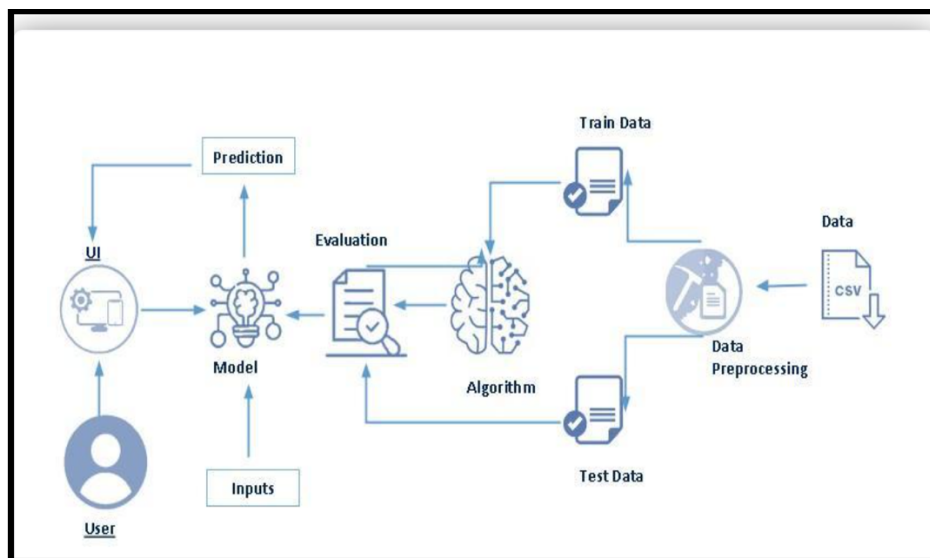 Train Data
Prediction
Data
Evaluation
UI
CSV
Model
Data
Preprocessing
Algorithm
Inputs
Test Data
User